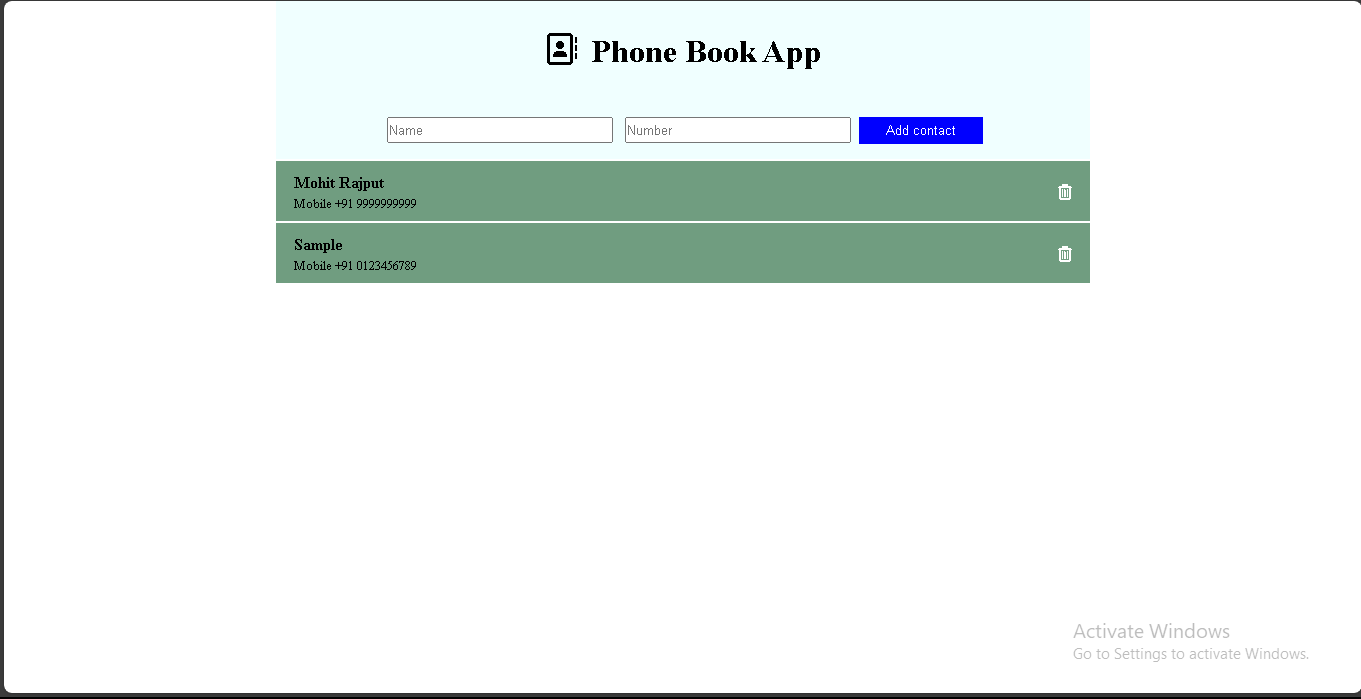 Phone Book App
Name Number Add contact
Mohit Rajput
Mobile +91 9999999999
Sample
Mobile +91 0123456789
Activate Windows
Go to Settings to activate Windows.